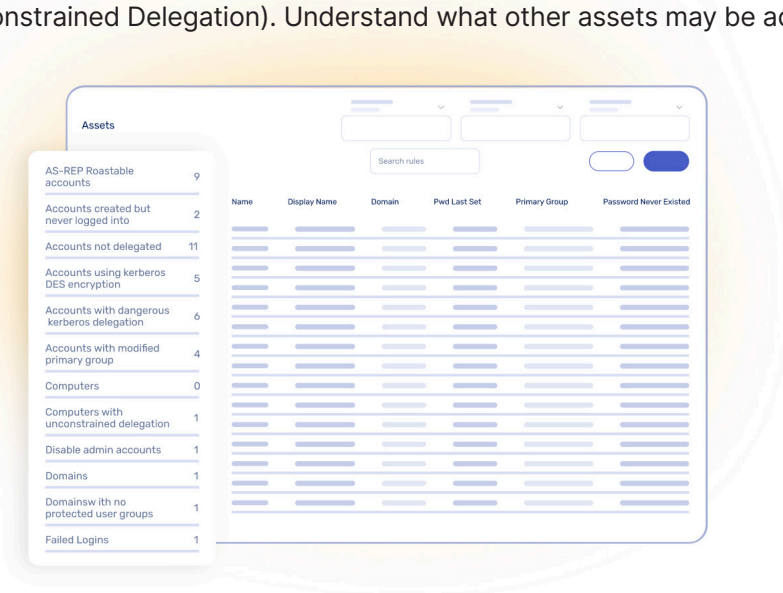 onstrained Delegation). Understand what other assets may be a
Assets
Search rules
Name Display Name Domain Pwd Last Set Primary Group Password Never Existed
AS-REP Roastable
accounts 9
Accounts created but
never logged into 2
Accounts not delegated 11
Accounts using kerberos
DES encryption 5
Accounts with dangerous
kerberos delegation 6
Accounts with modified
primary group 4
Computers 0
Computers with
unconstrained delegation 1
Disable admin accounts 1
Domains 1
Domainsw ith no
protected user groups 1
Failed Logins 1